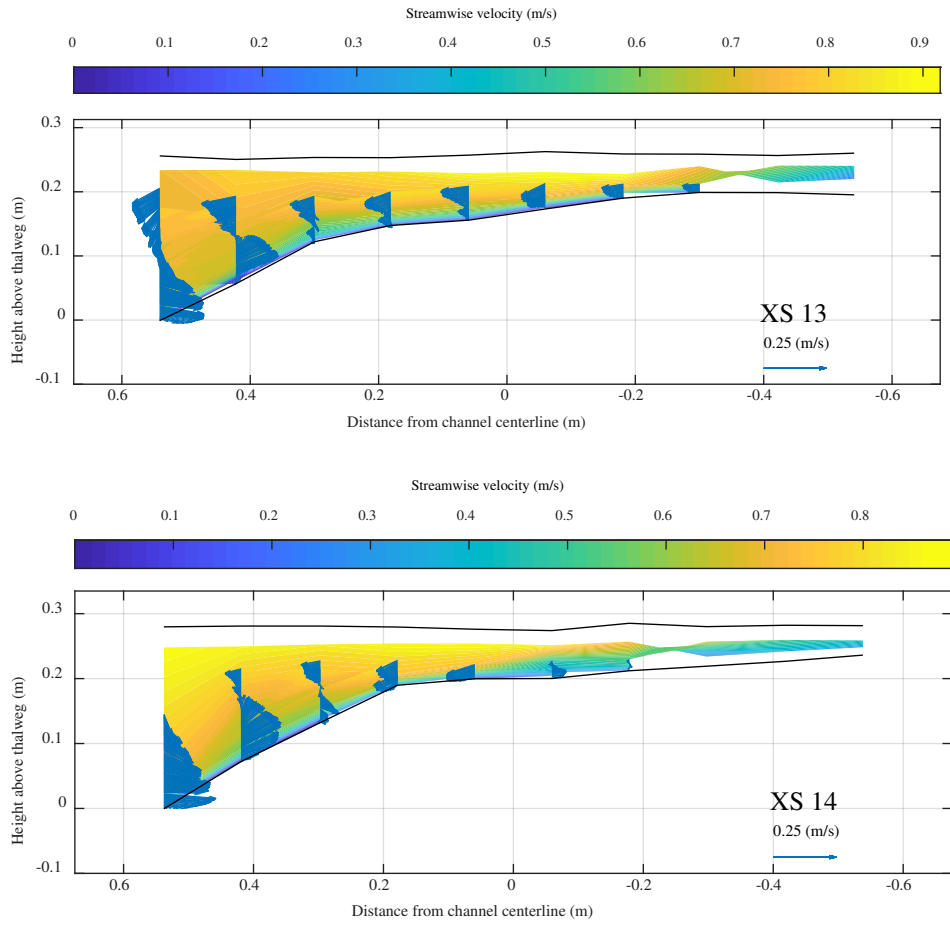 Streamwise velocity (m/s)
0 0.1 0.2 0.3 0.4 0.5 0.6 0.7 0.8 0.9
0.3
0.2
0.1
0
-0.1
Height above thalweg (m)
XS 13
0.25 (m/s)
0.6 0.4 0.2 0 -0.2 -0.4 -0.6
Distance from channel centerline (m)
Streamwise velocity (m/s)
0 0.1 0.2 0.3 0.4 0.5 0.6 0.7 0.8
0.3
0.2
0.1
0
-0.1
Height above thalweg (m)
XS 14
0.25 (m/s)
0.6 0.4 0.2 0 -0.2 -0.4 -0.6
Distance from channel centerline (m)